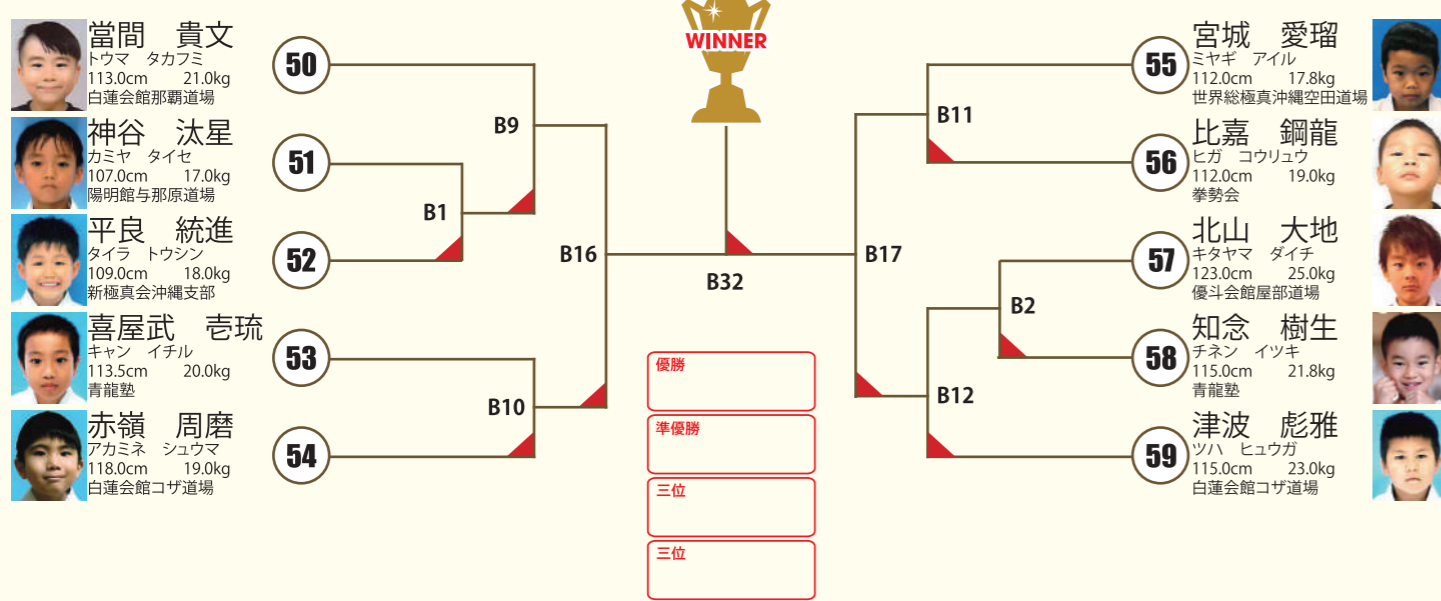 WINNER
50
當間　貴文
トウマ　タカフミ
113.0cm　21.0kg
白蓮会館那覇道場
51
神谷　汰星
カミヤ　タイセ
107.0cm　17.0kg
陽明館与那原道場
52
平良　統進
タイラ　トウシン
109.0cm　18.0kg
新極真会沖縄支部
53
喜屋武　壱琉
キャン　イチル
113.5cm　20.0kg
青龍塾
54
赤嶺　周磨
アカミネ　シュウマ
118.0cm　19.0kg
白蓮会館コザ道場
B9
B1
B16
B10
B32
優勝
準優勝
三位
三位
B11
B17
B2
B12
55
宮城　愛瑠
ミヤギ　アイル
112.0cm　17.8kg
世界総極真沖縄空田道場
56
比嘉　鋼龍
ヒガ　コウリュウ
112.0cm　19.0kg
拳勢会
57
北山　大地
キタヤマ　ダイチ
123.0cm　25.0kg
優斗会館屋部道場
58
知念　樹生
チネン　イツキ
115.0cm　21.8kg
青龍塾
59
津波　彪雅
ツハ　ヒュウガ
115.0cm　23.0kg
白蓮会館コザ道場